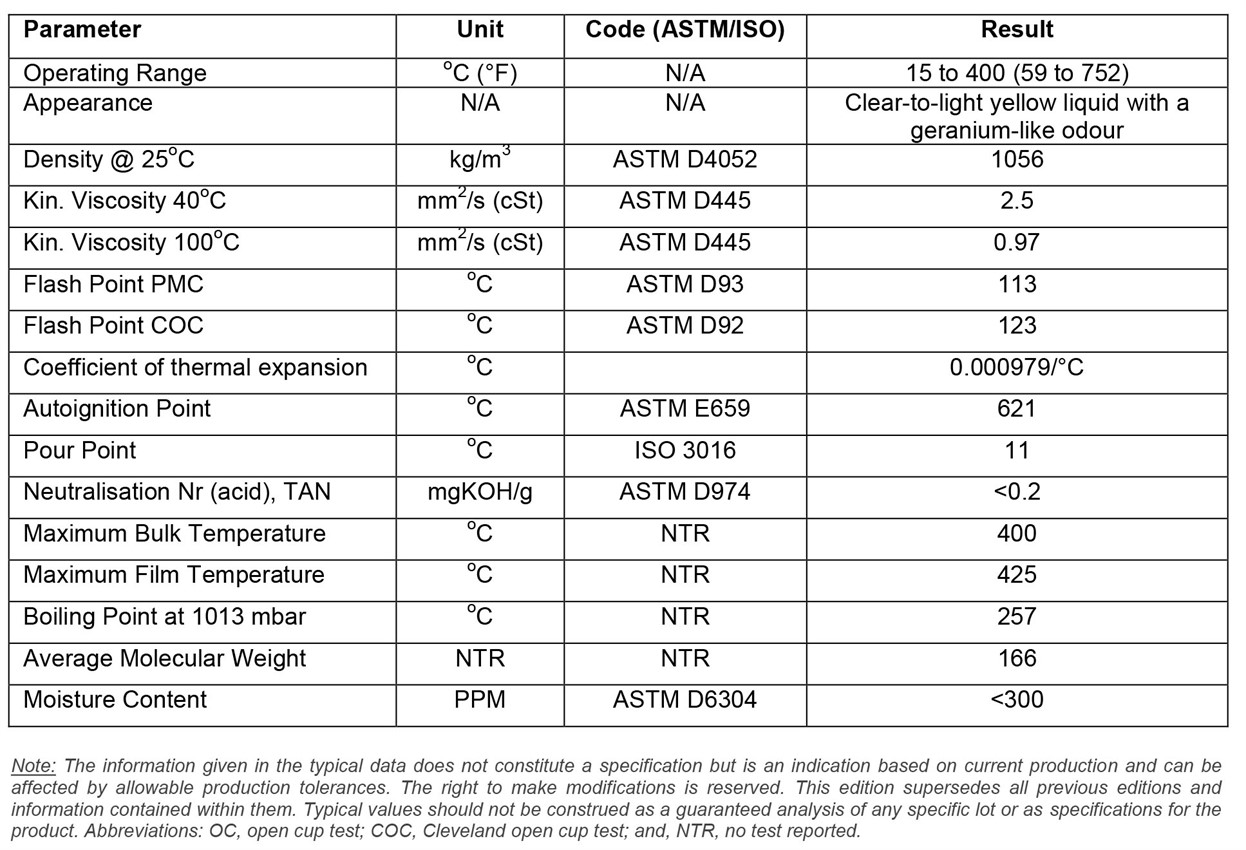 Parameter Unit Code (ASTM/ISO) Result
Operating Range °C (°F) N/A 15 to 400 (59 to 752)
Appearance N/A N/A Clear-to-light yellow liquid with a
geranium-like odour
Density @ 25°C kg/m³ ASTM D4052 1056
Kin. Viscosity 40°C mm²/s (cSt) ASTM D445 2.5
Kin. Viscosity 100°C mm²/s (cSt) ASTM D445 0.97
Flash Point PMC °C ASTM D93 113
Flash Point COC °C ASTM D92 123
Coefficient of thermal expansion °C 0.000979/°C
Autoignition Point °C ASTM E659 621
Pour Point °C ISO 3016 11
Neutralisation Nr (acid), TAN mgKOH/g ASTM D974 <0.2
Maximum Bulk Temperature °C NTR 400
Maximum Film Temperature °C NTR 425
Boiling Point at 1013 mbar °C NTR 257
Average Molecular Weight NTR NTR 166
Moisture Content PPM ASTM D6304 <300
Note: The information given in the typical data does not constitute a specification but is an indication based on current production and can be
affected by allowable production tolerances. The right to make modifications is reserved. This edition supersedes all previous editions and
information contained within them. Typical values should not be construed as a guaranteed analysis of any specific lot or as specifications for the
product. Abbreviations: OC, open cup test; COC, Cleveland open cup test; and, NTR, no test reported.